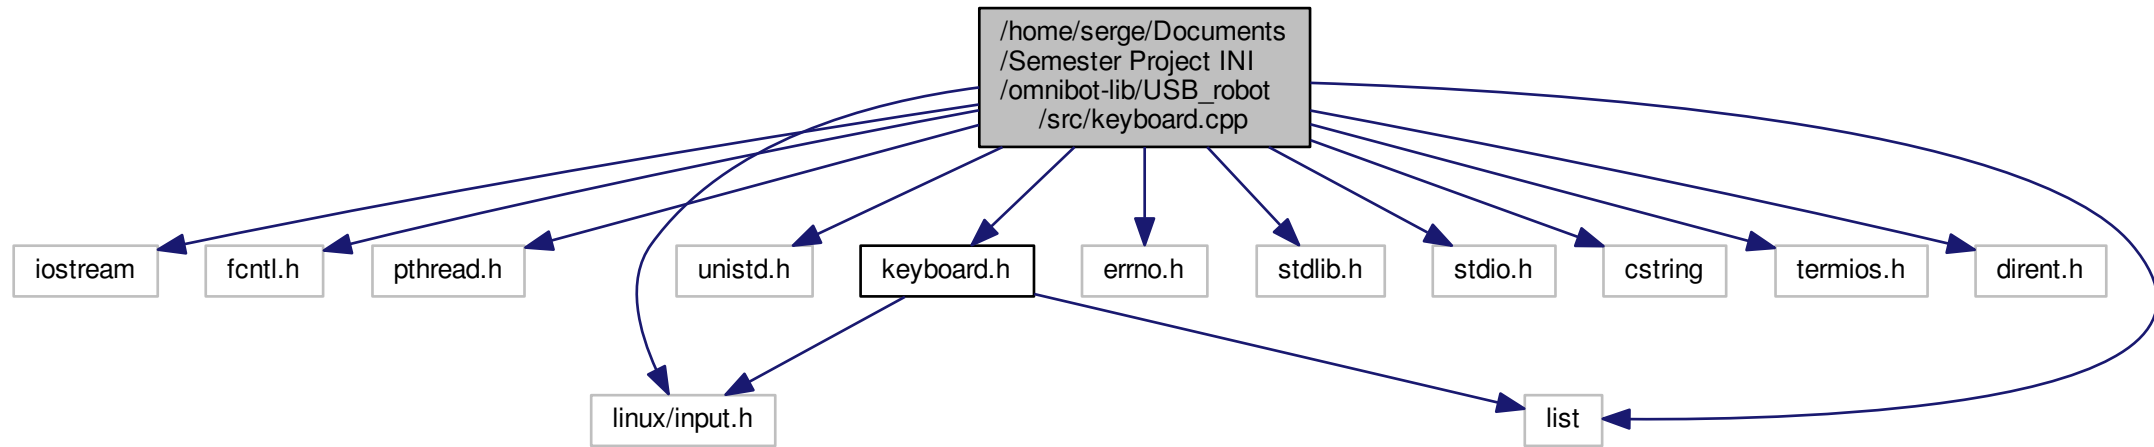 /home/serge/Documents
/Semester Project INI
/omnibot-lib/USB_robot
/src/keyboard.cpp
iostream
fcntl.h
pthread.h
unistd.h
keyboard.h
errno.h
stdlib.h
stdio.h
cstring
termios.h
dirent.h
linux/input.h
list